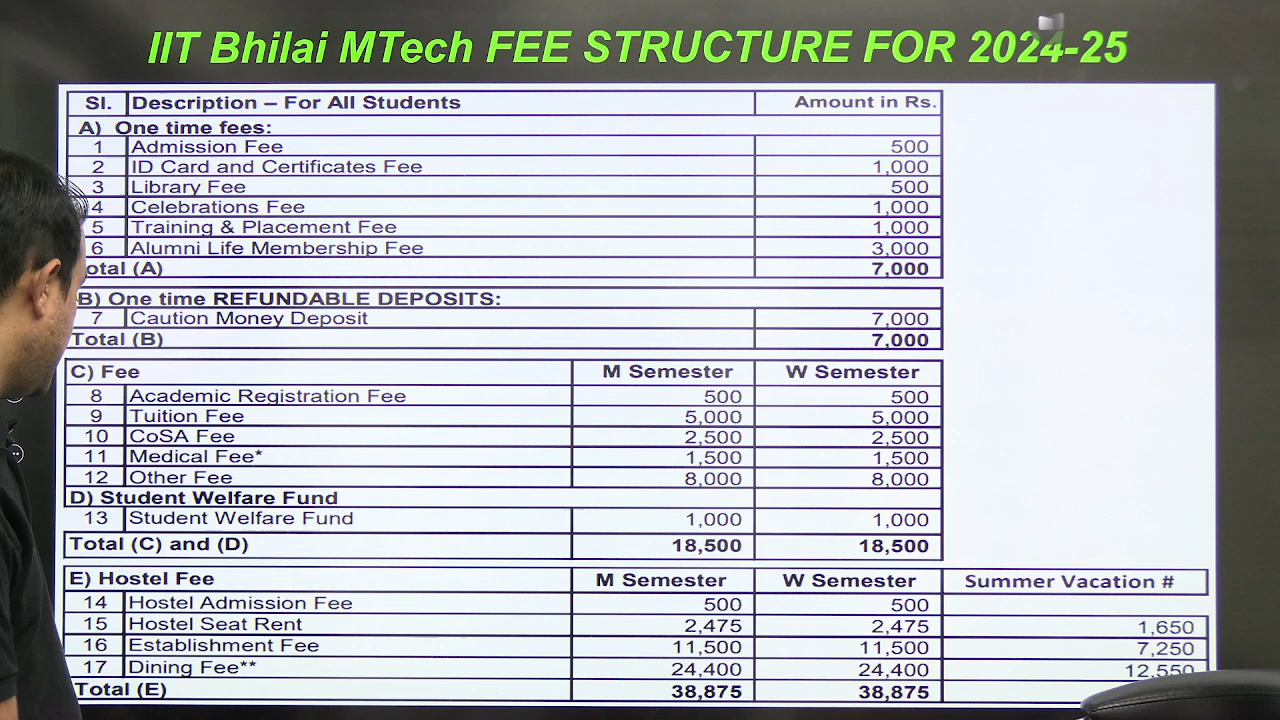 IIT Bhilai MTech FEE STRUCTURE FOR 2024-25
Sl. Description – For All Students Amount in Rs.
A) One time fees:
1 Admission Fee 500
2 ID Card and Certificates Fee 1,000
3 Library Fee 500
4 Celebrations Fee 1,000
5 Training & Placement Fee 1,000
6 Alumni Life Membership Fee 3,000
otal (A) 7,000
B) One time REFUNDABLE DEPOSITS:
7 Caution Money Deposit 7,000
Total (B) 7,000
C) Fee M Semester W Semester
8 Academic Registration Fee 500 500
9 Tuition Fee 5,000 5,000
10 CoSA Fee 2,500 2,500
11 Medical Fee* 1,500 1,500
12 Other Fee 8,000 8,000
D) Student Welfare Fund
13 Student Welfare Fund 1,000 1,000
Total (C) and (D) 18,500 18,500
E) Hostel Fee M Semester W Semester Summer Vacation #
14 Hostel Admission Fee 500 500
15 Hostel Seat Rent 2,475 2,475 1,650
16 Establishment Fee 11,500 11,500 7,250
17 Dining Fee** 24,400 24,400 12,550
Total (E) 38,875 38,875